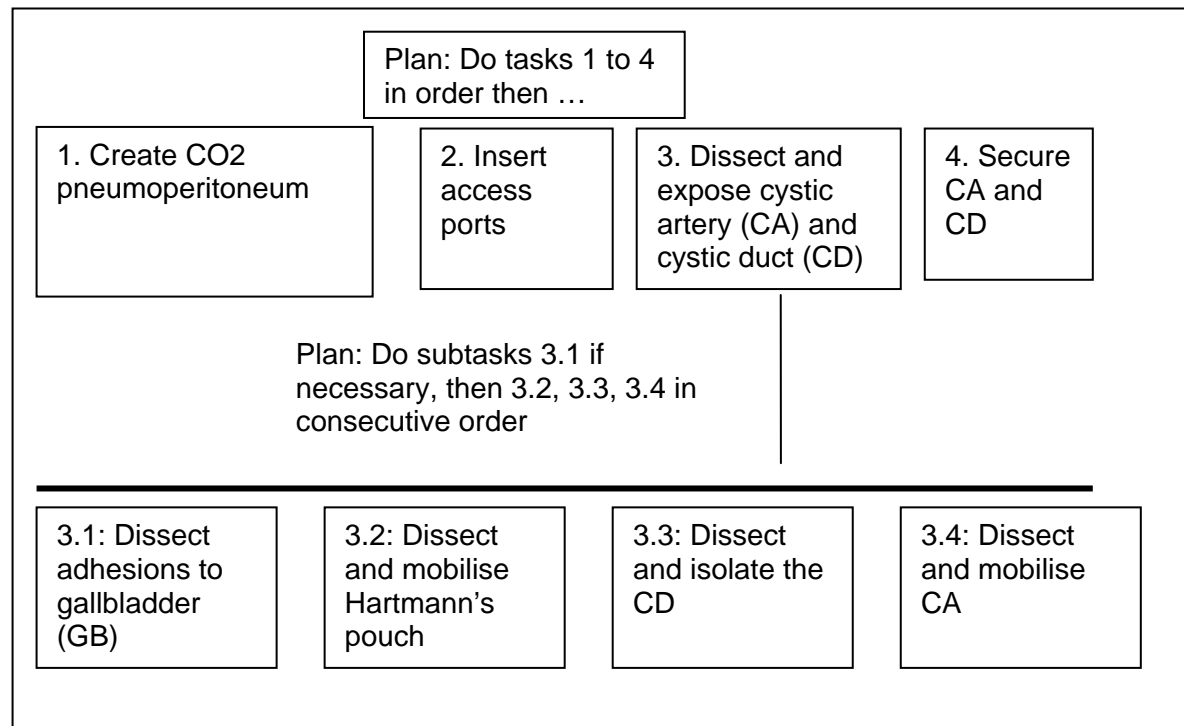 Plan: Do tasks 1 to 4
in order then …
1. Create CO2
pneumoperitoneum
2. Insert
access
ports
3. Dissect and
expose cystic
artery (CA) and
cystic duct (CD)
4. Secure
CA and
CD
Plan: Do subtasks 3.1 if
necessary, then 3.2, 3.3, 3.4 in
consecutive order
3.1: Dissect
adhesions to
gallbladder
(GB)
3.2: Dissect
and mobilise
Hartmann’s
pouch
3.3: Dissect
and isolate the
CD
3.4: Dissect
and mobilise
CA